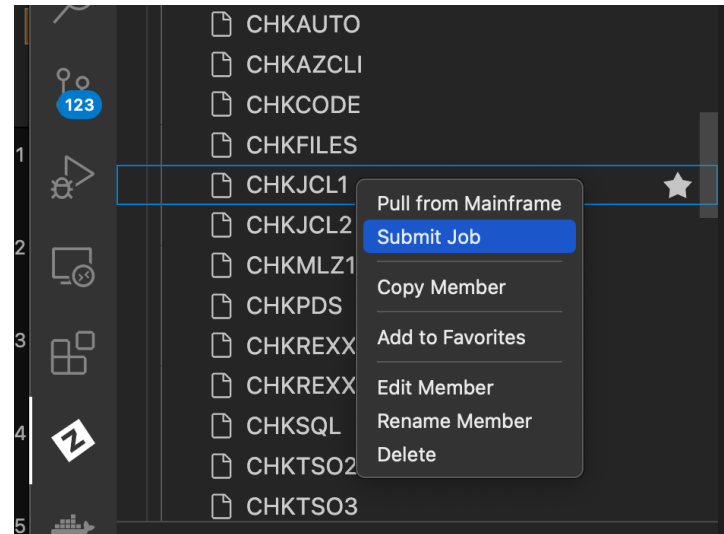 CHKAUTO
CHKAZCLI
123
CHKCODE
CHKFILES
1
CHKJCL1
Pull from Mainframe
CHKJCL2
Submit Job
2
CHKMLZ1
Copy Member
CHKPDS
3
CHKREXX
Add to Favorites
CHKREXX
Edit Member
4
CHKSQL
Rename Member
CHKTSO2
Delete
CHKTSO3
5
Z